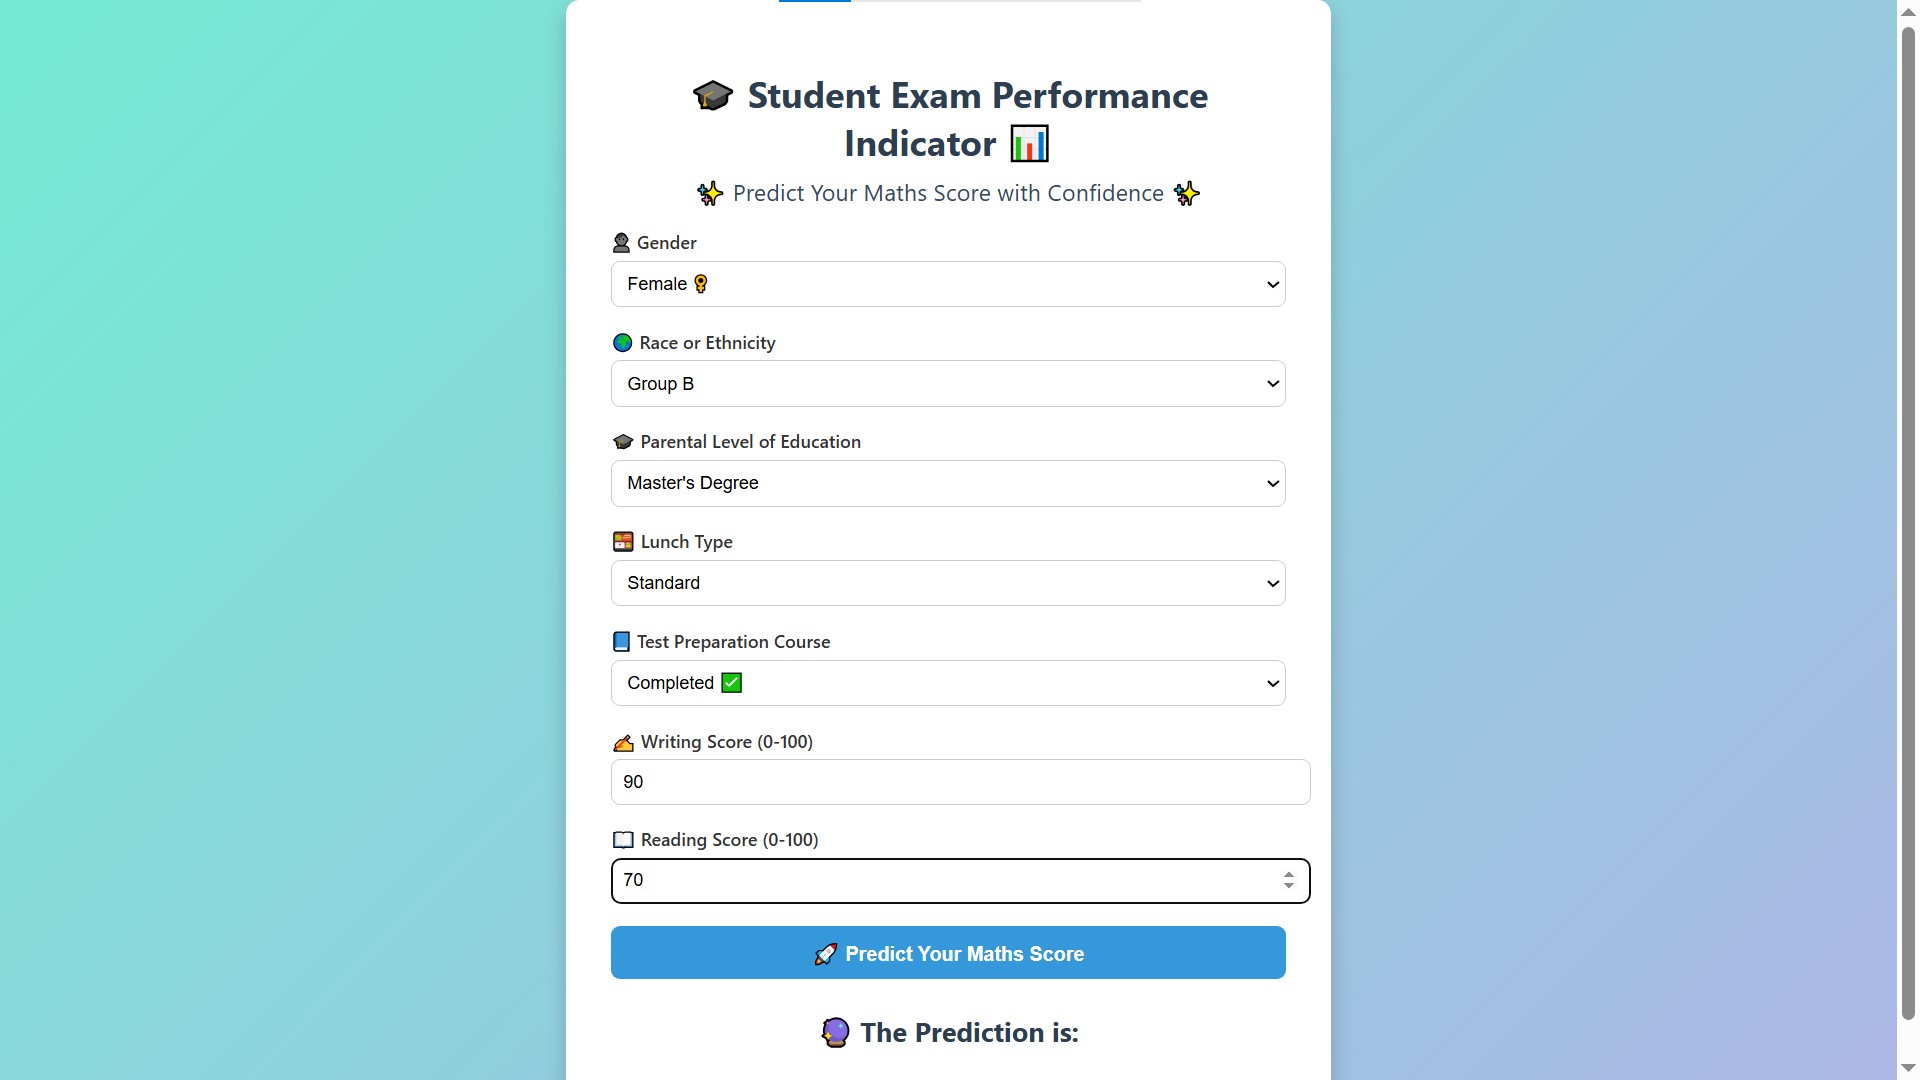 🎓 Student Exam Performance
Indicator 📊
✨ Predict Your Maths Score with Confidence ✨
👤 Gender
Female ♀
🌍 Race or Ethnicity
Group B
🎓 Parental Level of Education
Master's Degree
🍱 Lunch Type
Standard
📘 Test Preparation Course
Completed ✅
✍ Writing Score (0-100)
90
📖 Reading Score (0-100)
70
🚀 Predict Your Maths Score
🔮 The Prediction is: